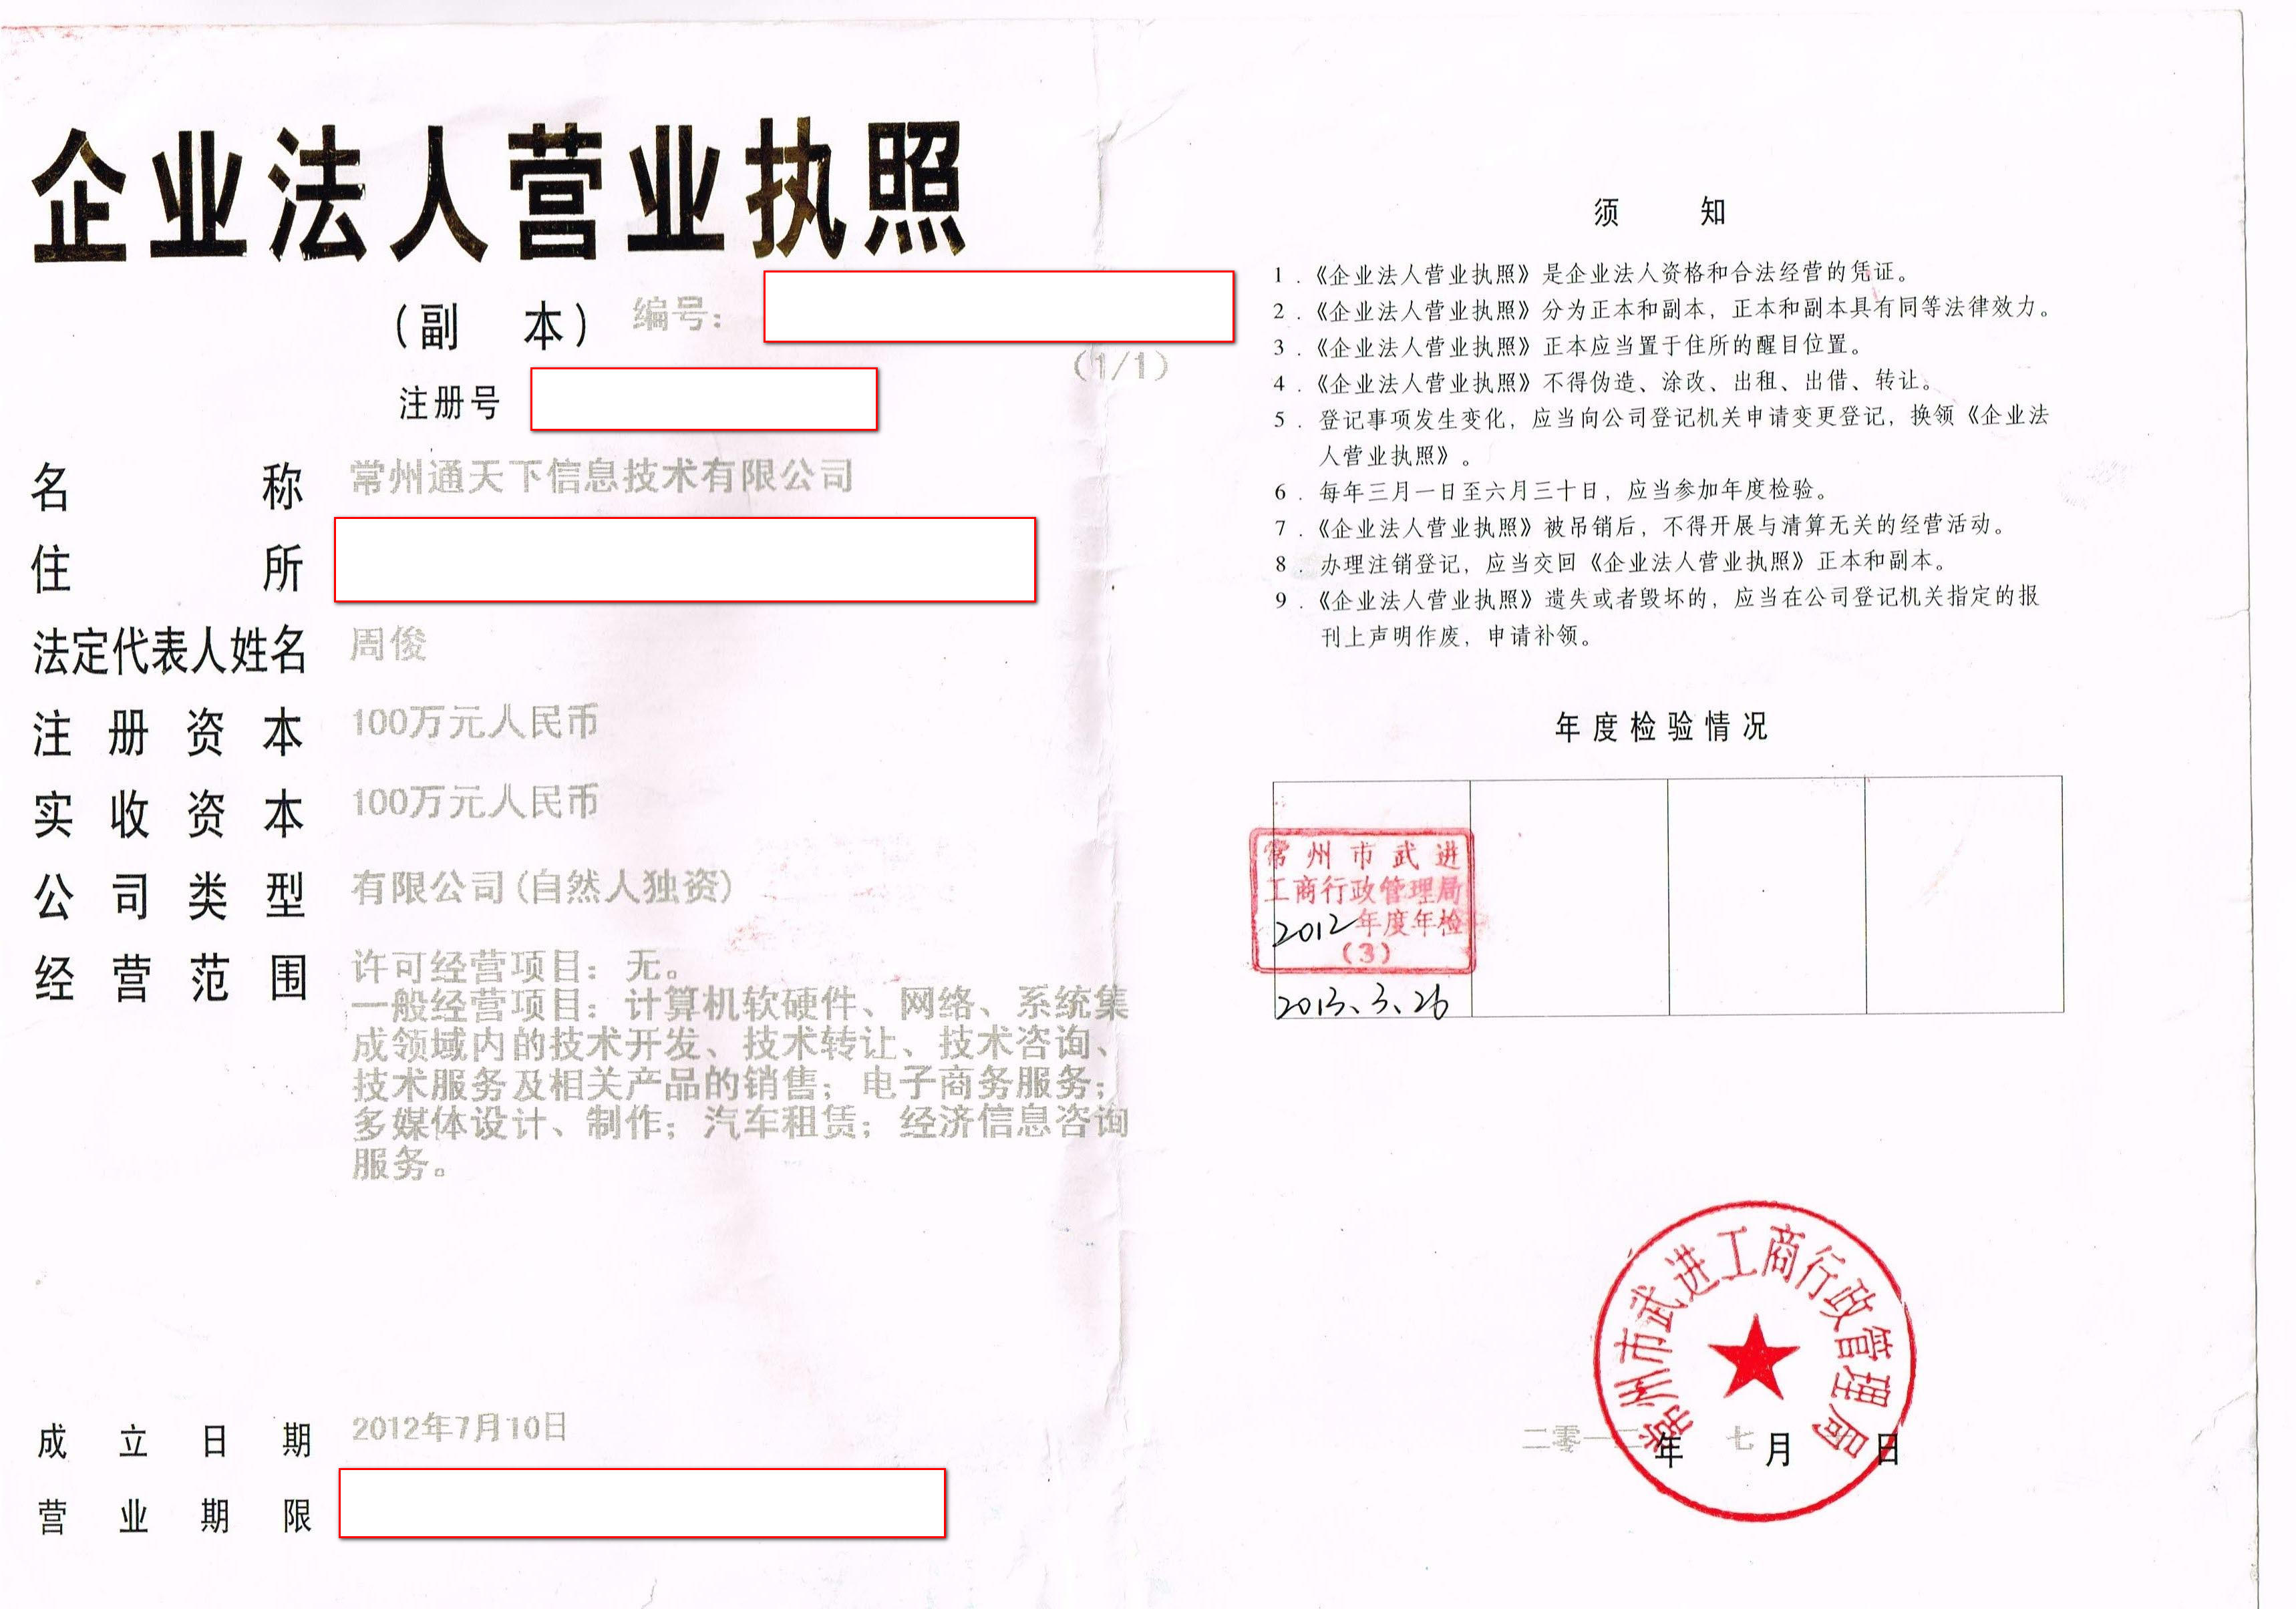 企业法人营业执照
（副 本） 编号：
（1/1）
注册号
名 称 常州通天下信息技术有限公司
住 所
法定代表人姓名 周俊
注 册 资 本 100万元人民币
实 收 资 本 100万元人民币
公 司 类 型 有限公司(自然人独资)
经 营 范 围 许可经营项目：无。
一般经营项目：计算机软硬件、网络、系统集
成领域内的技术开发、技术转让、技术咨询、
技术服务及相关产品的销售；电子商务服务；
多媒体设计、制作；汽车租赁；经济信息咨询
服务。
成 立 日 期 2012年7月10日
营 业 期 限
须 知
1．《企业法人营业执照》是企业法人资格和合法经营的凭证。
2．《企业法人营业执照》分为正本和副本，正本和副本具有同等法律效力。
3．《企业法人营业执照》正本应当置于住所的醒目位置。
4．《企业法人营业执照》不得伪造、涂改、出租、出借、转让。
5．登记事项发生变化，应当向公司登记机关申请变更登记，换领《企业法
人营业执照》。
6．每年三月一日至六月三十日，应当参加年度检验。
7．《企业法人营业执照》被吊销后，不得开展与清算无关的经营活动。
8．办理注销登记，应当交回《企业法人营业执照》正本和副本。
9．《企业法人营业执照》遗失或者毁坏的，应当在公司登记机关指定的报
刊上声明作废，申请补领。
年度检验情况
常州市武进
工商行政管理局
2012年度年检
(3)
2013、3、26
常州市武进工商行政管理局
二零一二年 七月 日